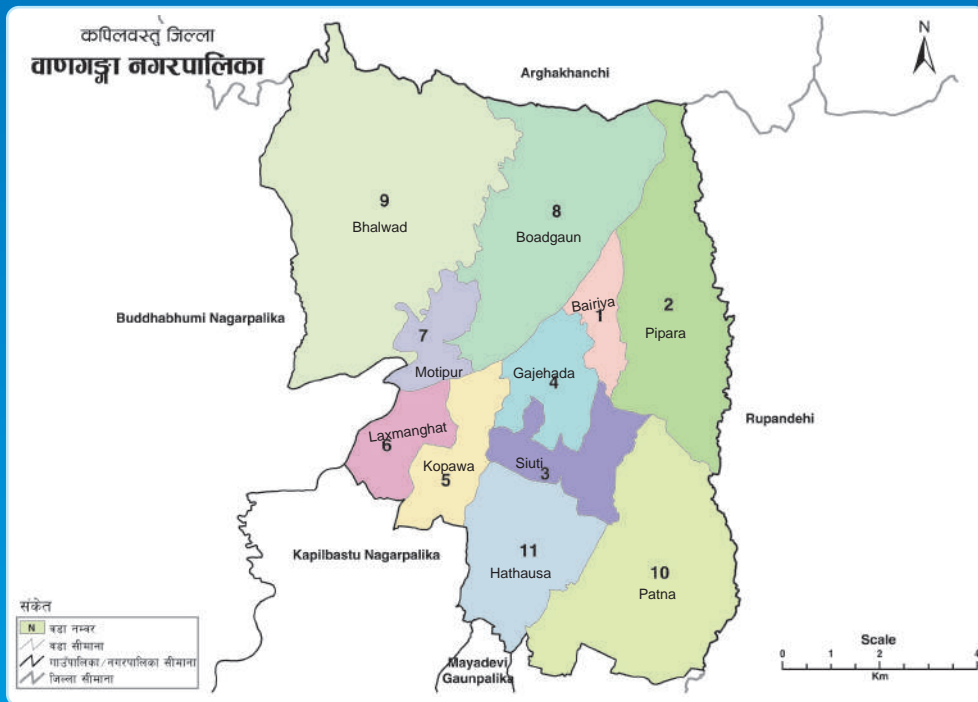 कपिलवस्तु जिल्ला
वाणगङ्गा नगरपालिका
N
Arghakhanchi
9
Bhalwad
8
Boadgaun
Bairiya
1
2
Pipara
Buddhabhumi Nagarpalika
7
Motipur
Gajehada
4
Rupandehi
Laxmanghat
6
Kopawa
5
Siuti
3
Kapilbastu Nagarpalika
11
Hathausa
10
Patna
Mayadevi
Gaunpalika
संकेत
N वडा नम्बर
वडा सीमाना
गाउँपालिका/नगरपालिका सीमाना
जिल्ला सीमाना
Scale
0 1 2 4
Km